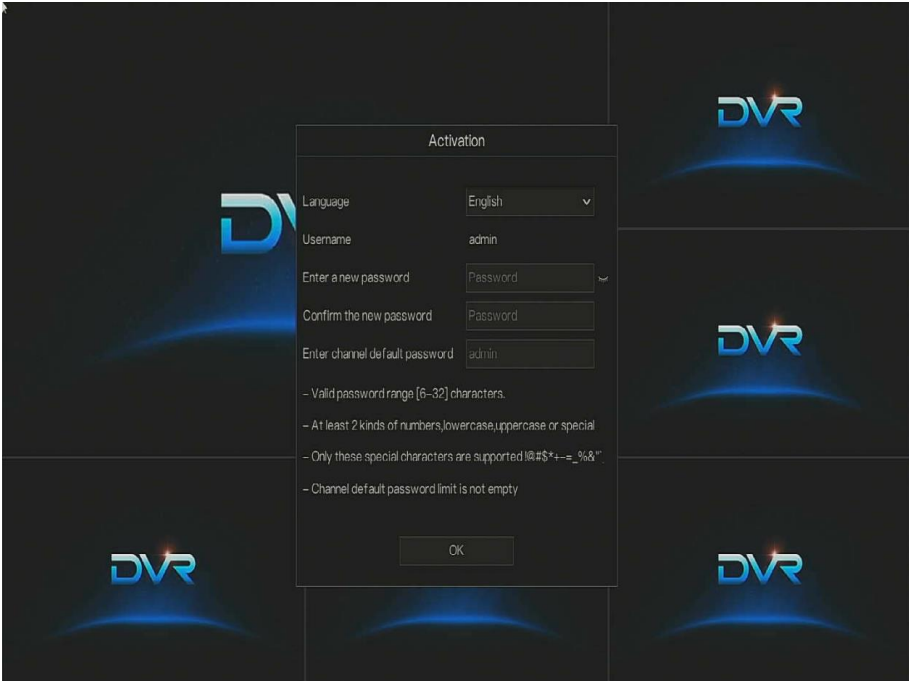 DVR
Activation
Language
English
Username
admin
Enter a new password
Password
Confirm the new password
Password
Enter channel default password
admin
– Valid password range [6–32] characters.
– At least 2 kinds of numbers,lowercase,uppercase or special
– Only these special characters are supported !@#$*+-=_%&"'.
– Channel default password limit is not empty
OK
D
DVR
DVR
DVR